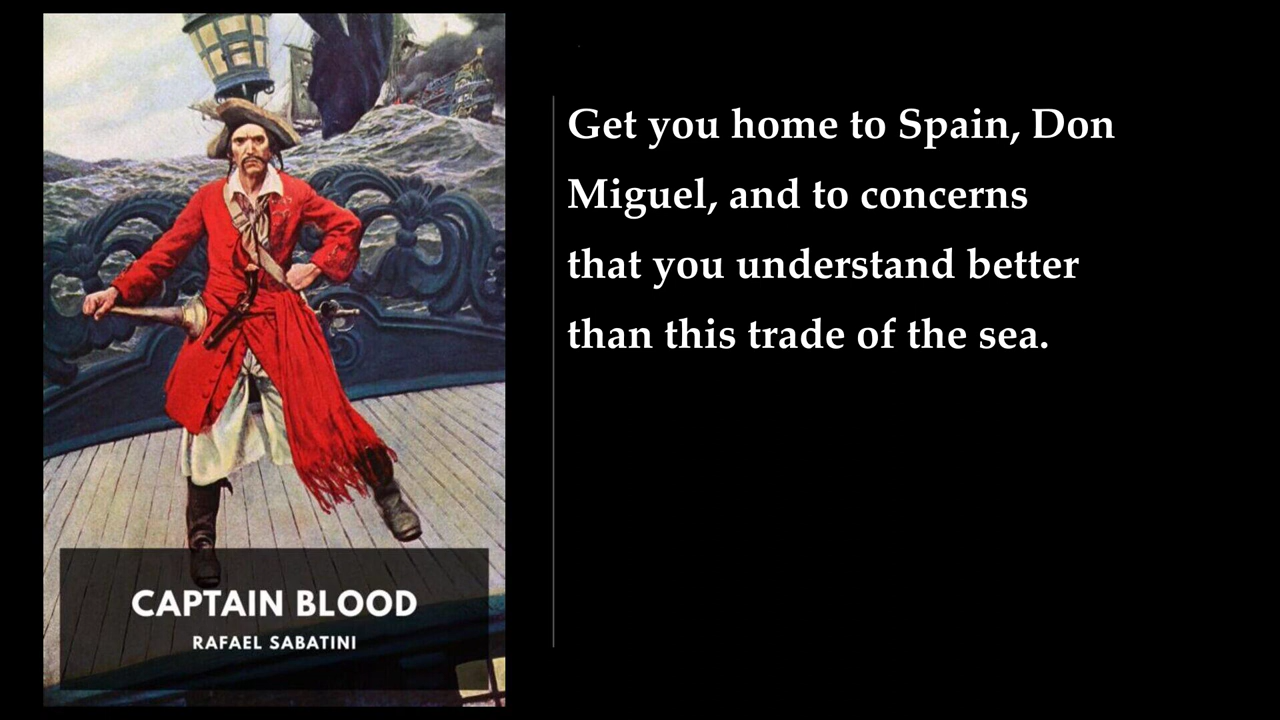 Get you home to Spain, Don
Miguel, and to concerns
that you understand better
than this trade of the sea.
CAPTAIN BLOOD
RAFAEL SABATINI